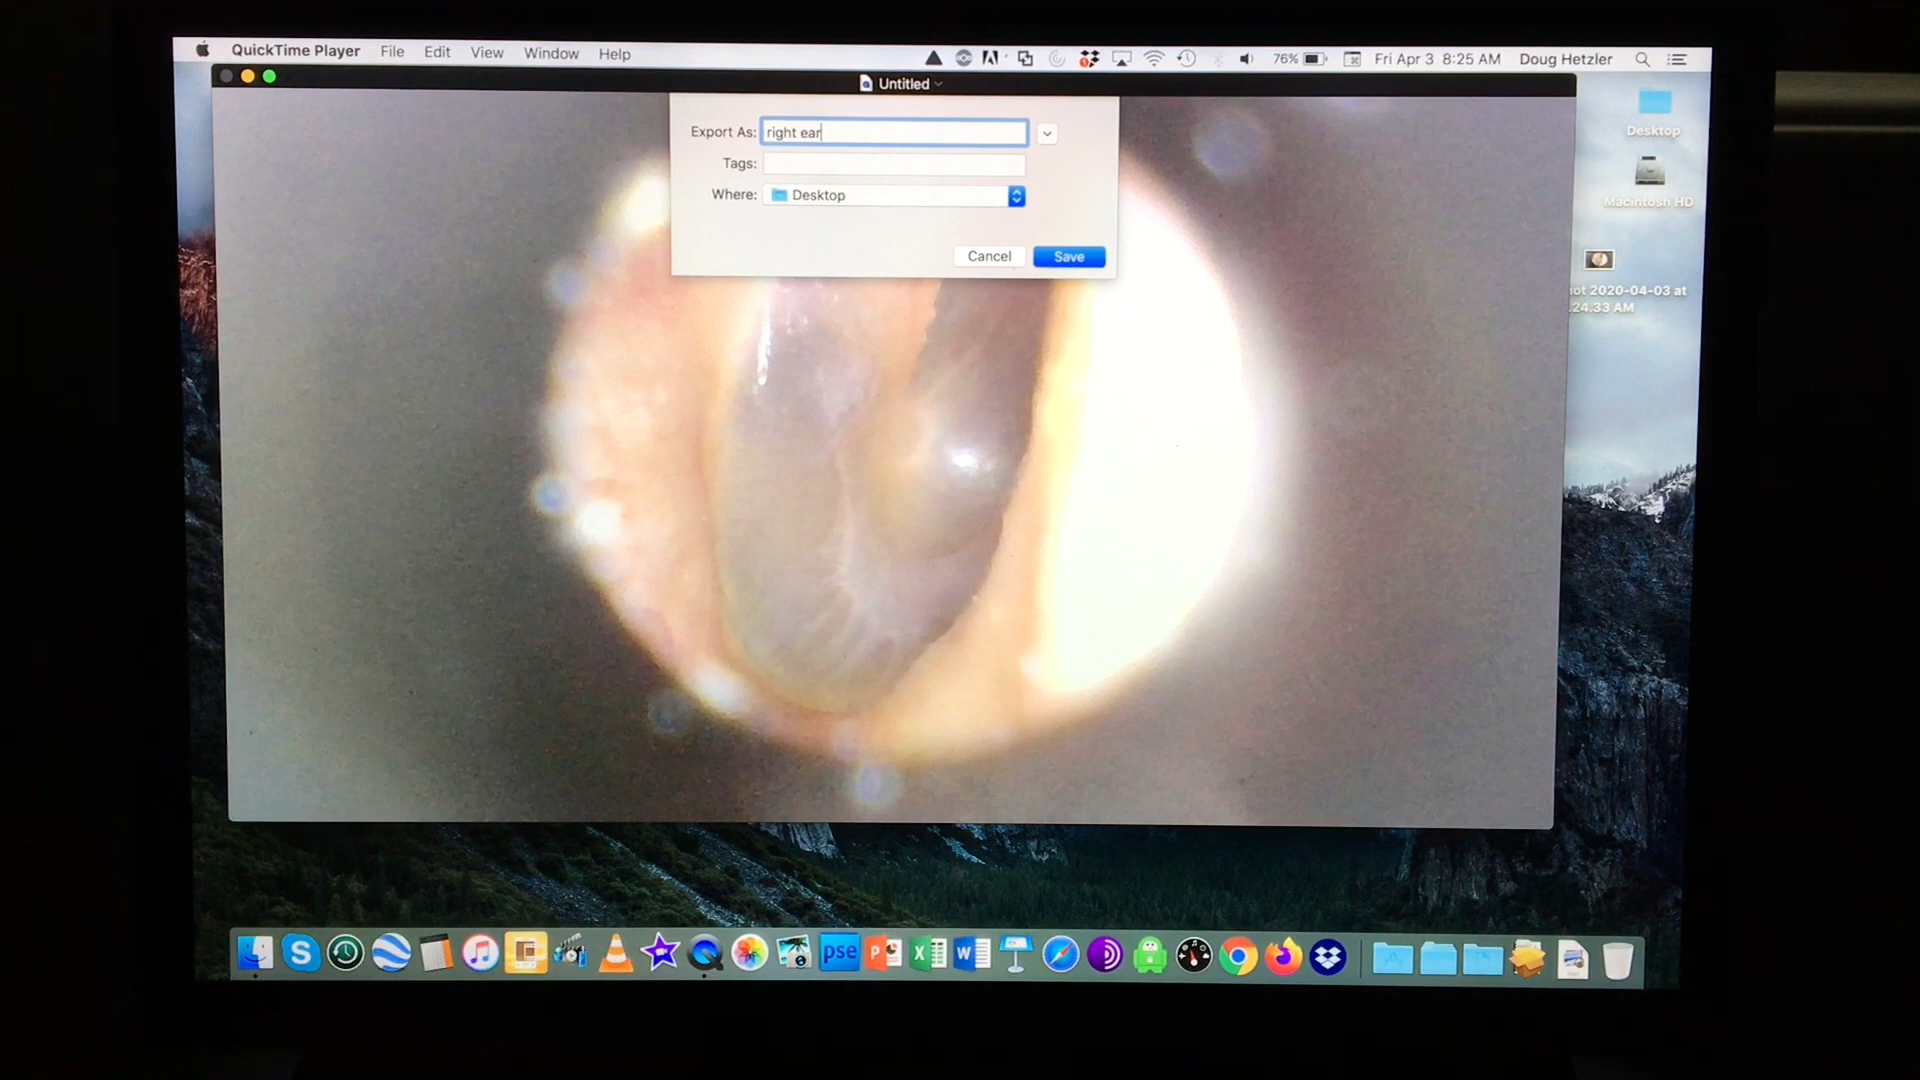 QuickTime Player File Edit View Window Help 76% Fri Apr 3 8:25 AM Doug Hetzler
Untitled
Export As: right ear
Tags:
Where: Desktop
Cancel Save
Desktop
Macintosh HD
ot 2020-04-03 at
.24.33 AM
S pse P X W